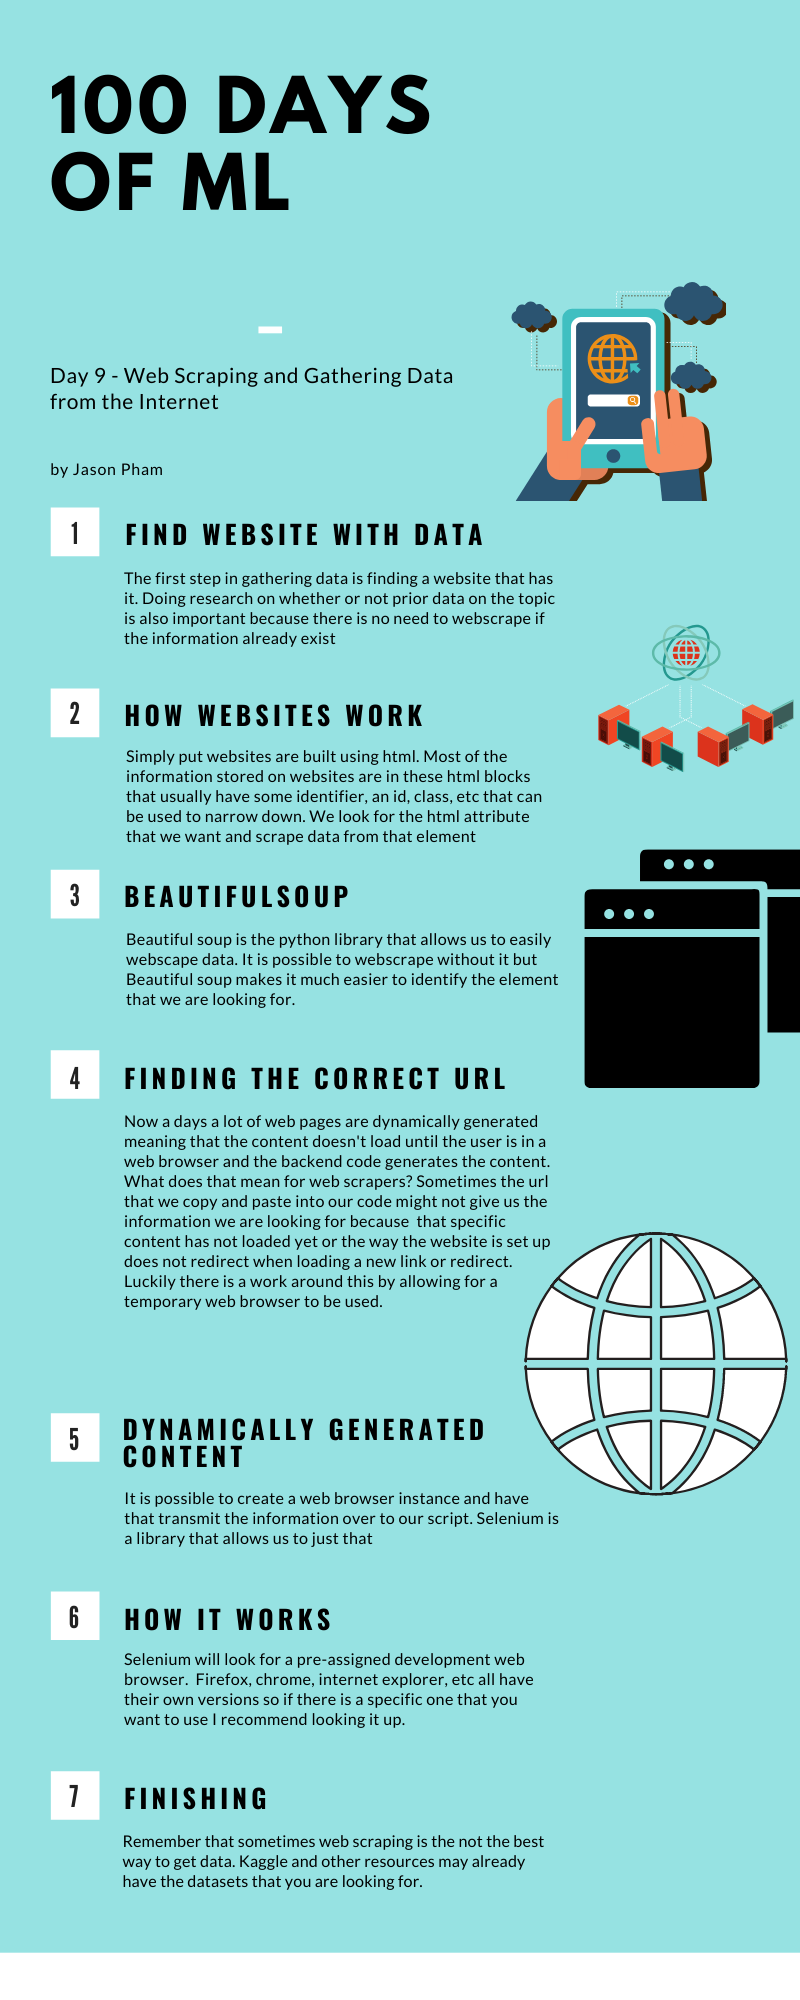 100 DAYS
OF ML
Day 9 - Web Scraping and Gathering Data
from the Internet
by Jason Pham
1
FIND WEBSITE WITH DATA
The first step in gathering data is finding a website that has
it. Doing research on whether or not prior data on the topic
is also important because there is no need to webscrape if
the information already exist
2
HOW WEBSITES WORK
Simply put websites are built using html. Most of the
information stored on websites are in these html blocks
that usually have some identifier, an id, class, etc that can
be used to narrow down. We look for the html attribute
that we want and scrape data from that element
3
BEAUTIFULSOUP
Beautiful soup is the python library that allows us to easily
webscape data. It is possible to webscrape without it but
Beautiful soup makes it much easier to identify the element
that we are looking for.
4
FINDING THE CORRECT URL
Now a days a lot of web pages are dynamically generated
meaning that the content doesn't load until the user is in a
web browser and the backend code generates the content.
What does that mean for web scrapers? Sometimes the url
that we copy and paste into our code might not give us the
information we are looking for because  that specific
content has not loaded yet or the way the website is set up
does not redirect when loading a new link or redirect.
Luckily there is a work around this by allowing for a
temporary web browser to be used.
5
DYNAMICALLY GENERATED
CONTENT
It is possible to create a web browser instance and have
that transmit the information over to our script. Selenium is
a library that allows us to just that
6
HOW IT WORKS
Selenium will look for a pre-assigned development web
browser.  Firefox, chrome, internet explorer, etc all have
their own versions so if there is a specific one that you
want to use I recommend looking it up.
7
FINISHING
Remember that sometimes web scraping is the not the best
way to get data. Kaggle and other resources may already
have the datasets that you are looking for.